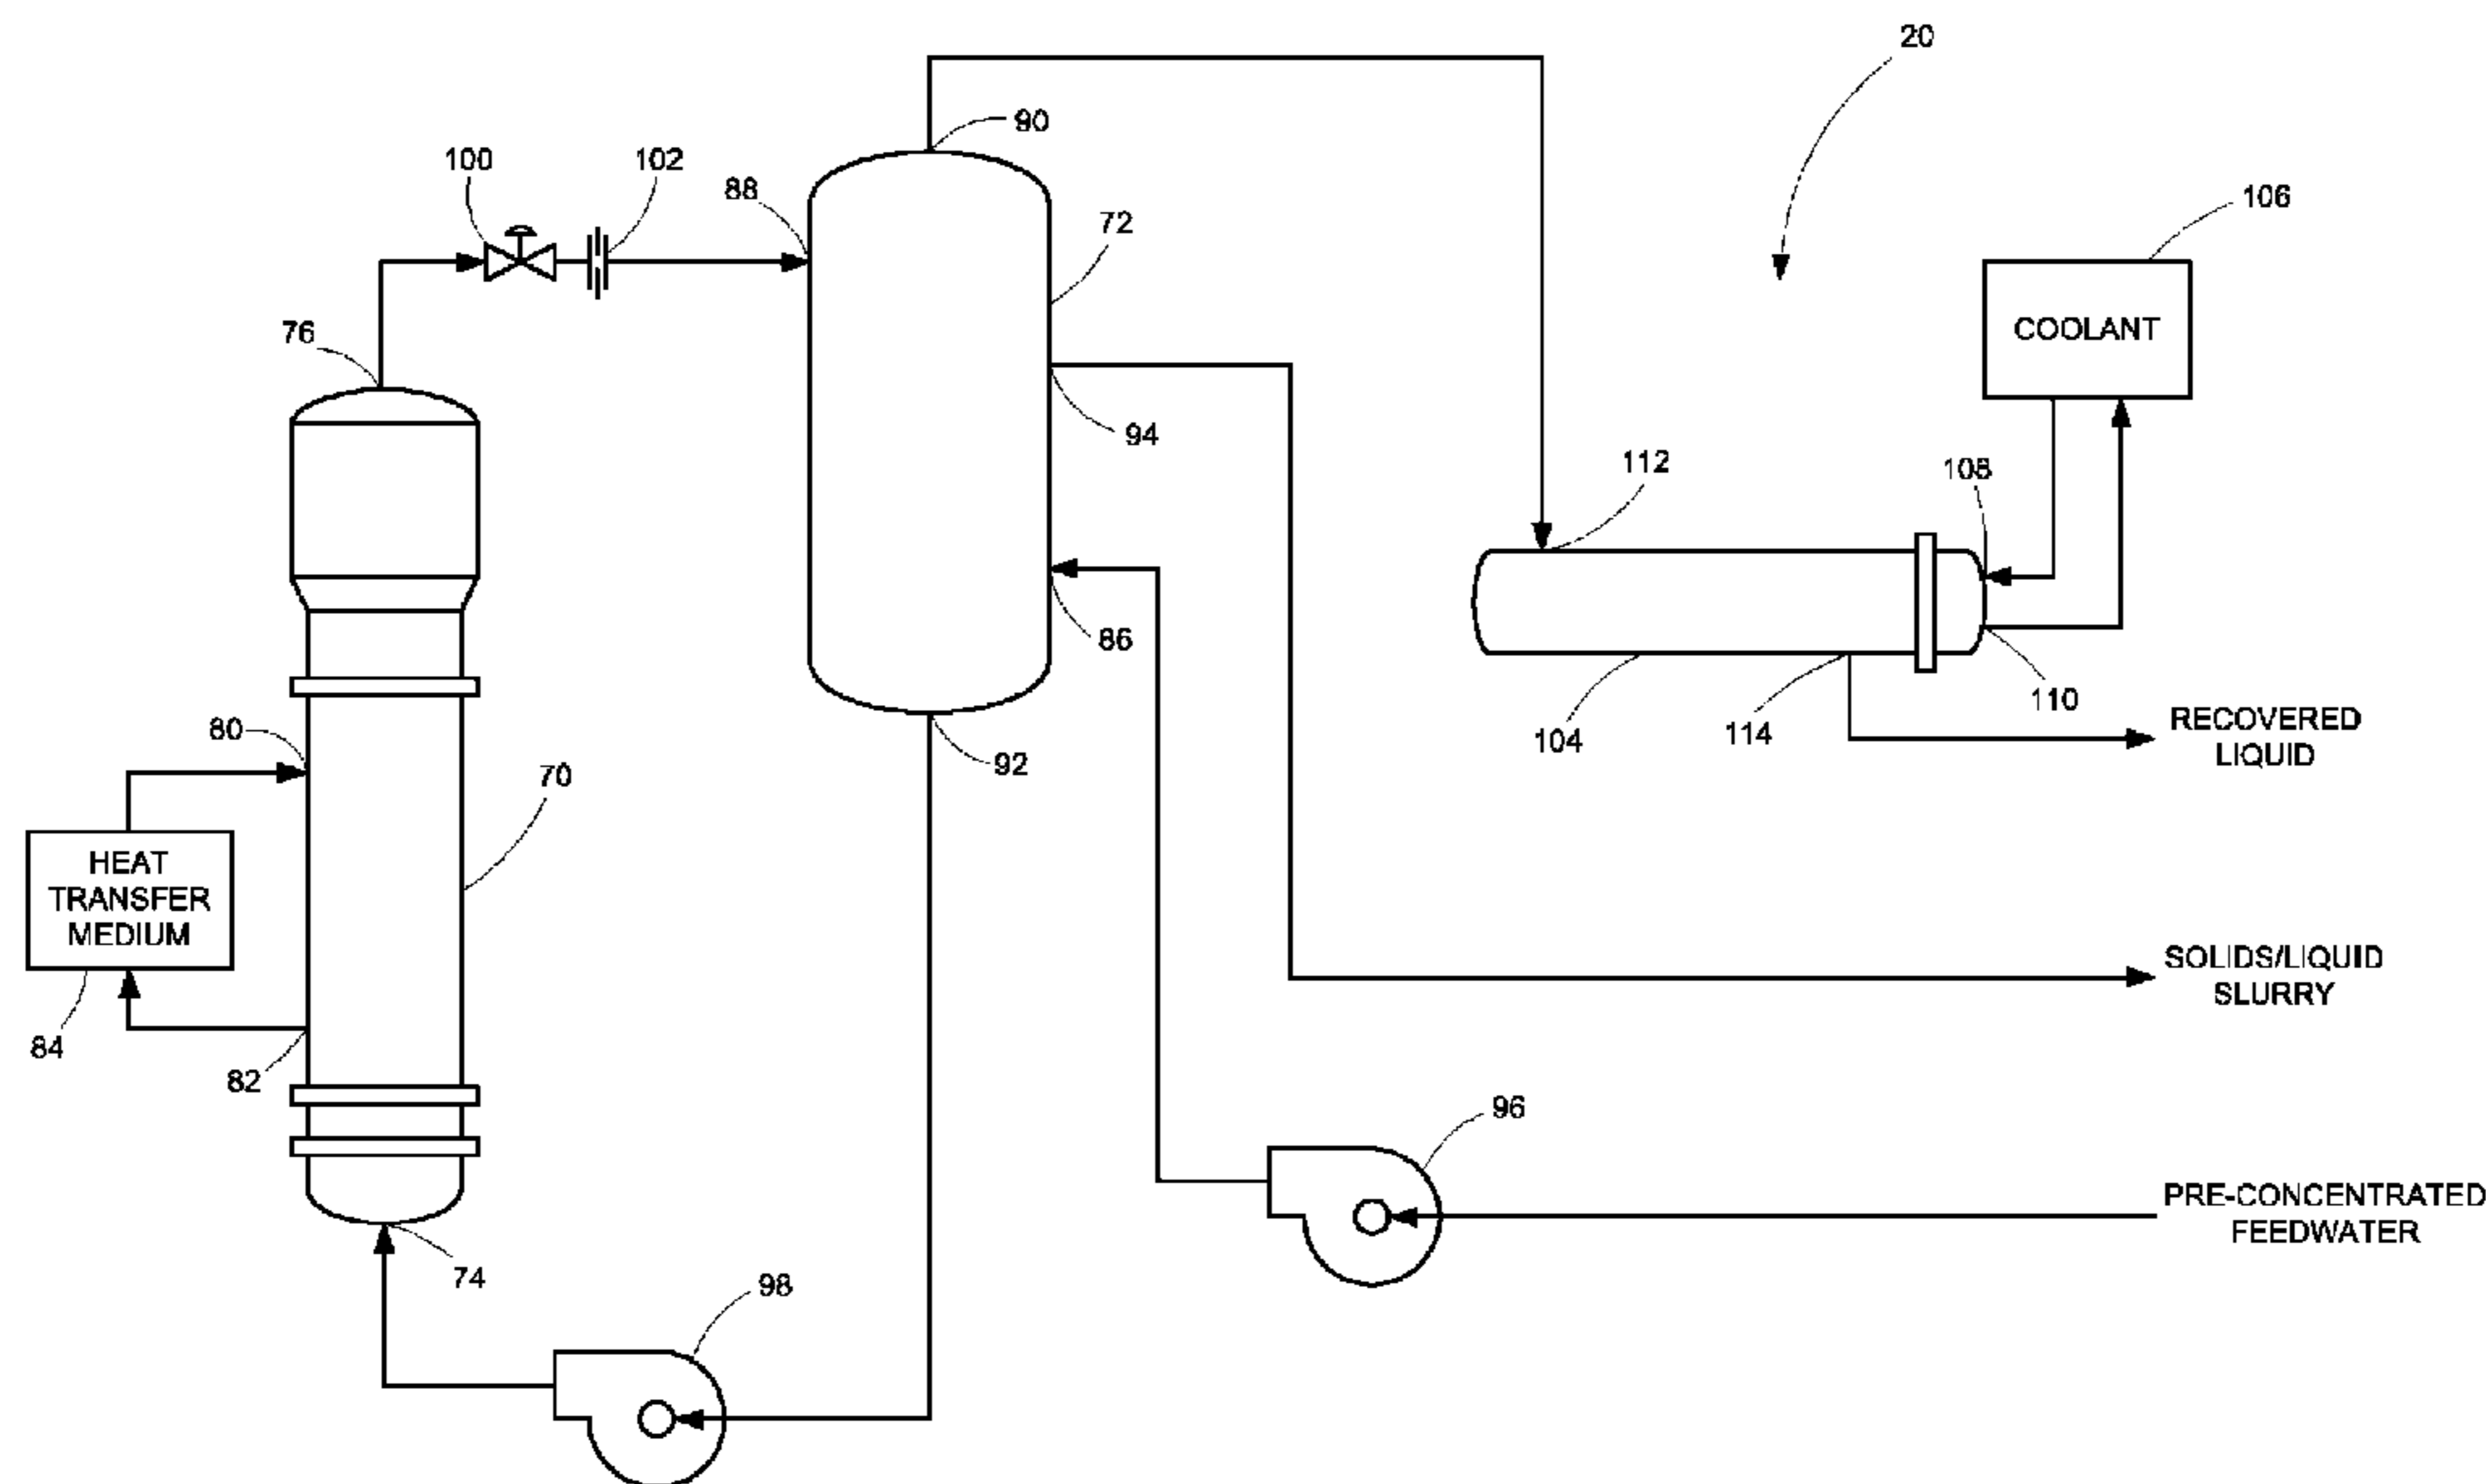 20
90
100
102
88
72
106
COOLANT
76
94
112
108
86
110
80
104
114
RECOVERED
LIQUID
92
70
HEAT
TRANSFER
MEDIUM
SOLIDS/LIQUID
SLURRY
84
82
96
PRE-CONCENTRATED
FEEDWATER
74
98